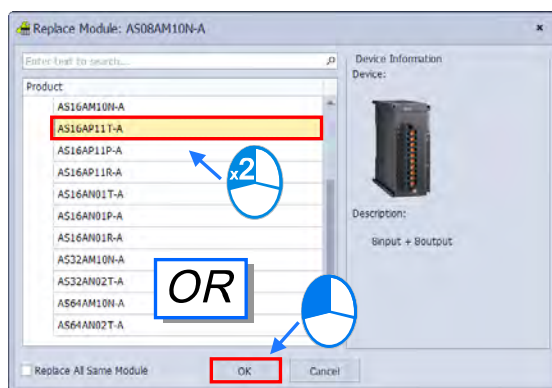 Replace Module: AS08AM10N-A
Enter text to search...
Product
AS16AM10N-A
AS16AP11T-A
AS16AP11P-A
AS16AP11R-A
AS16AN01T-A
AS16AN01P-A
AS16AN01R-A
AS32AM10N-A
AS32AN02T-A
AS64AM10N-A
AS64AN02T-A
x2
OR
Device Information
Device:
Description:
8input + 8output
Replace All Same Module
OK
Cancel